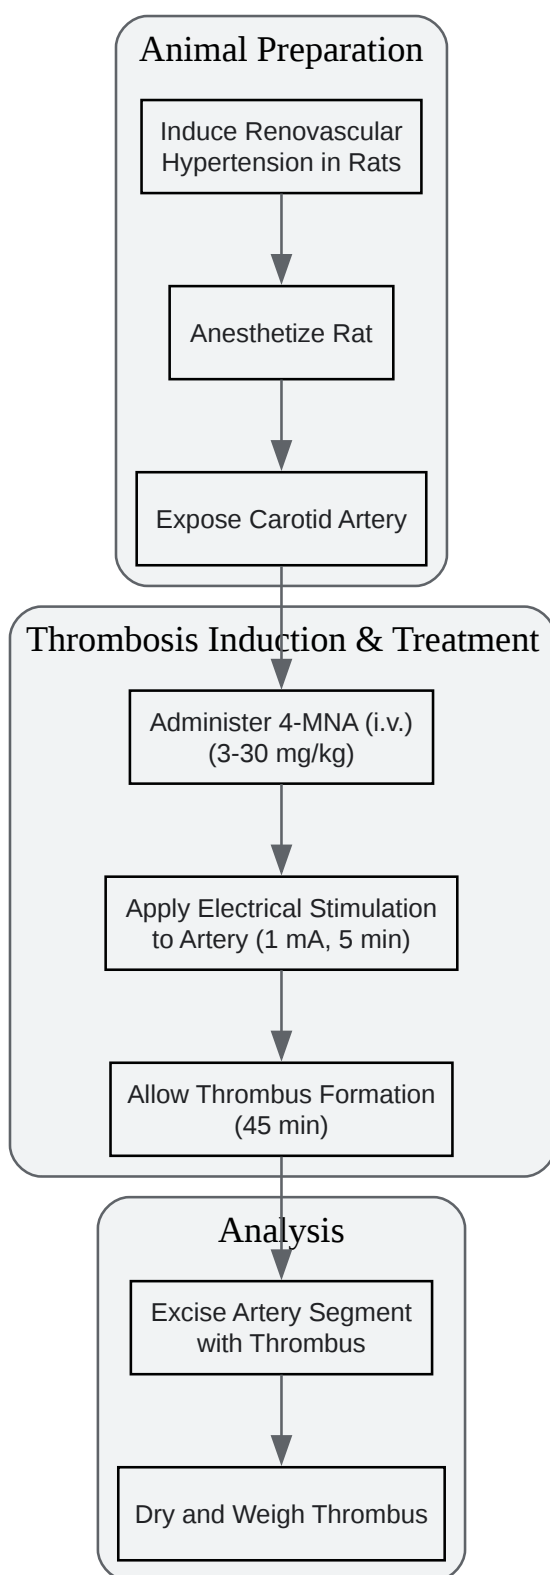 Animal Preparation
Induce Renovascular
Hypertension in Rats
Anesthetize Rat
Expose Carotid Artery
Thrombosis Induction & Treatment
Administer 4-MNA (i.v.)
(3-30 mg/kg)
Apply Electrical Stimulation
to Artery (1 mA, 5 min)
Allow Thrombus Formation
(45 min)
Analysis
Excise Artery Segment
with Thrombus
Dry and Weigh Thrombus